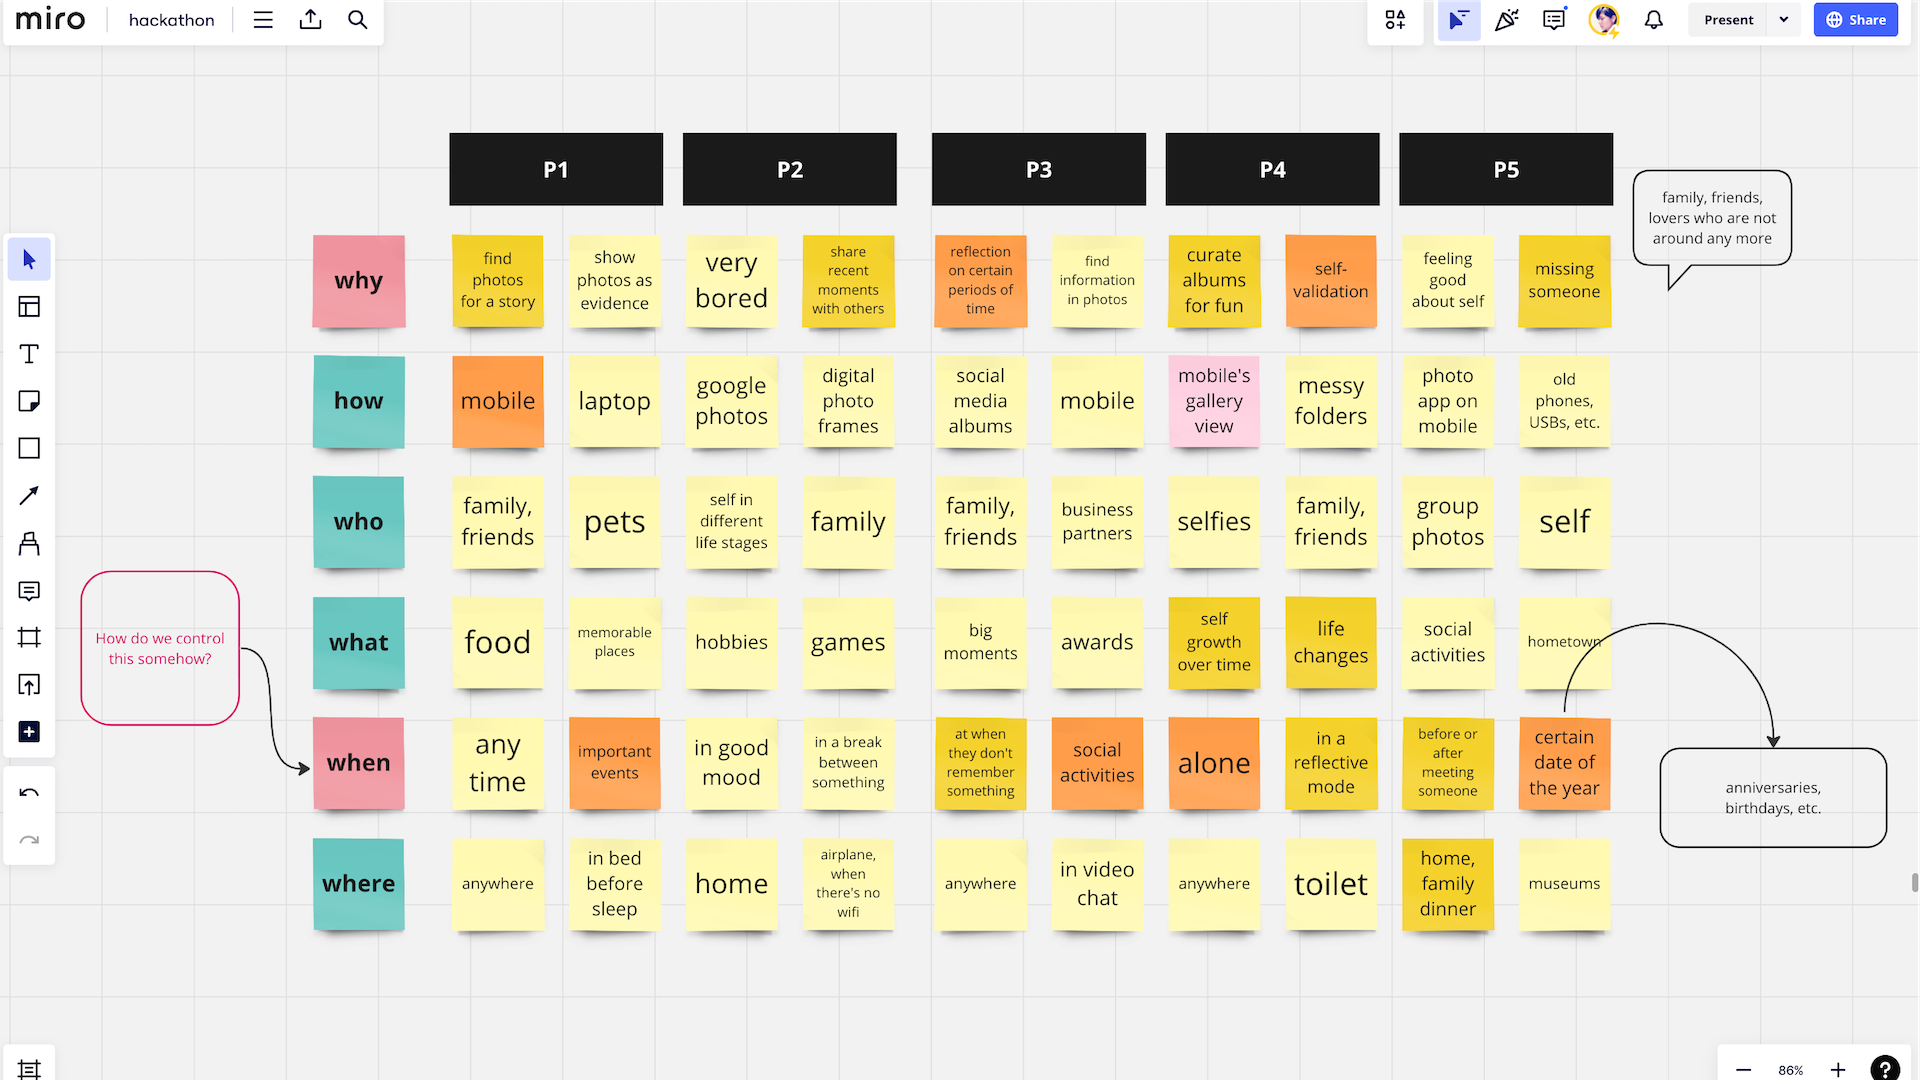 miro
hackathon
Present
Share
P1
P2
P3
P4
P5
family, friends,
lovers who are not
around any more
why
find
photos
for a story
show
photos as
evidence
very
bored
share
recent
moments
with others
reflection
on certain
periods of
time
find
information
in photos
curate
albums
for fun
self-
validation
feeling
good
about self
missing
someone
how
mobile
laptop
google
photos
digital
photo
frames
social
media
albums
mobile
mobile's
gallery
view
messy
folders
photo
app on
mobile
old
phones,
USBs, etc.
who
family,
friends
pets
self in
different
life stages
family
family,
friends
business
partners
selfies
family,
friends
group
photos
self
How do we control
this somehow?
what
food
memorable
places
hobbies
games
big
moments
awards
self
growth
over time
life
changes
social
activities
hometown
when
any
time
important
events
in good
mood
in a break
between
something
at when
they don't
remember
something
social
activities
alone
in a
reflective
mode
before or
after
meeting
someone
certain
date of
the year
anniversaries,
birthdays, etc.
where
anywhere
in bed
before
sleep
home
airplane,
when
there's no
wifi
anywhere
in video
chat
anywhere
toilet
home,
family
dinner
museums
86%
?